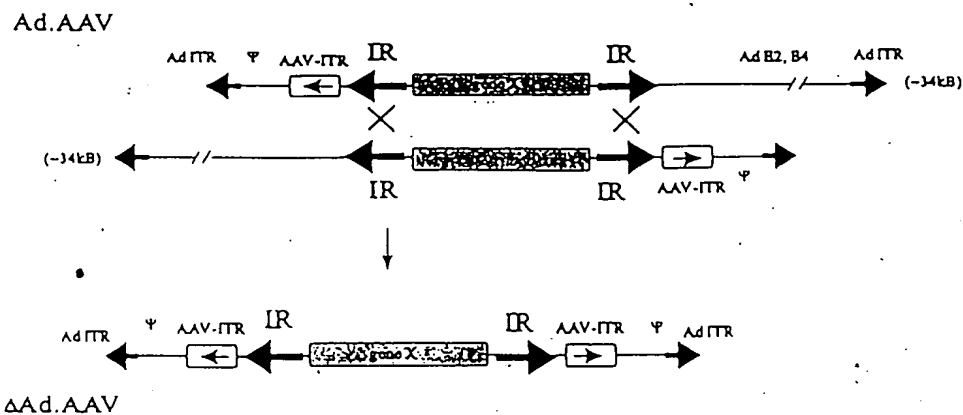 Ad.AAV
Ad ITR Ψ AAV-ITR IR IR Ad E2, E4 Ad ITR
(~34kB)
(~34kB)
IR IR AAV-ITR Ψ
Ad ITR Ψ AAV-ITR IR IR AAV-ITR Ψ Ad ITR
gene X
ΔAd.AAV